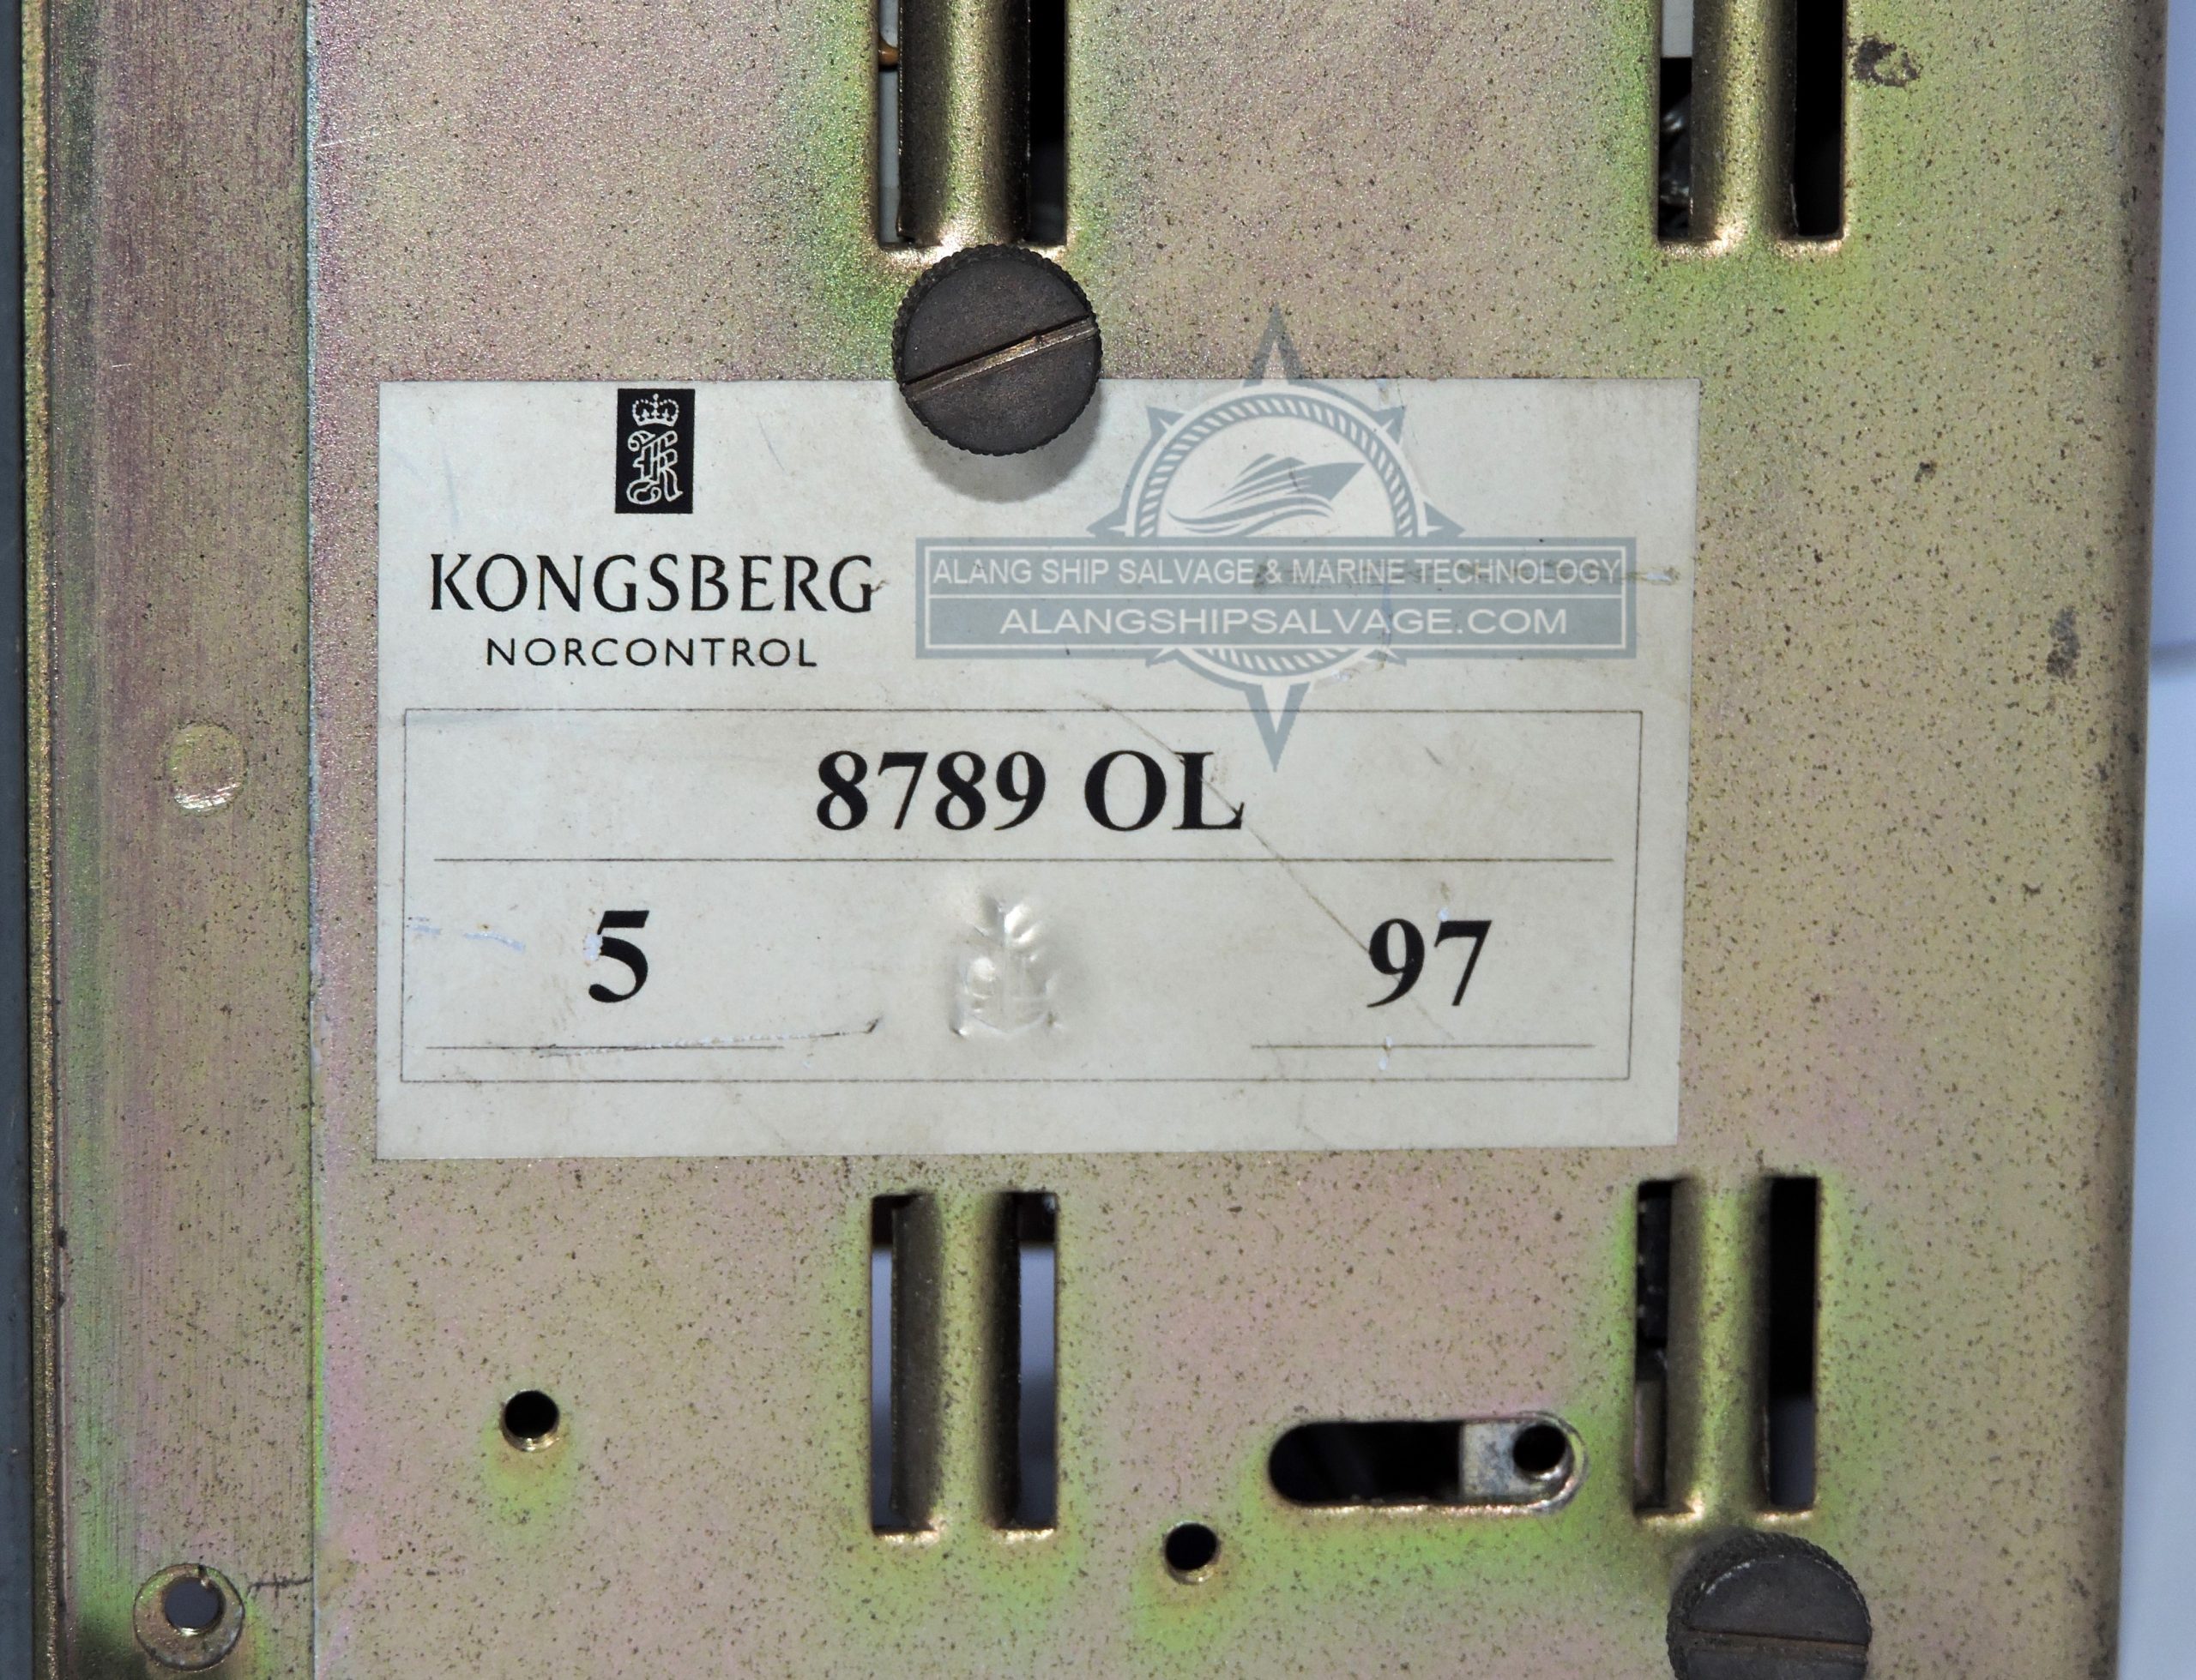 KONGSBERG
NORCONTROL
ALANG SHIP SALVAGE & MARINE TECHNOLOGY
ALANGSHIPSALVAGE.COM
8789 OL
5 97